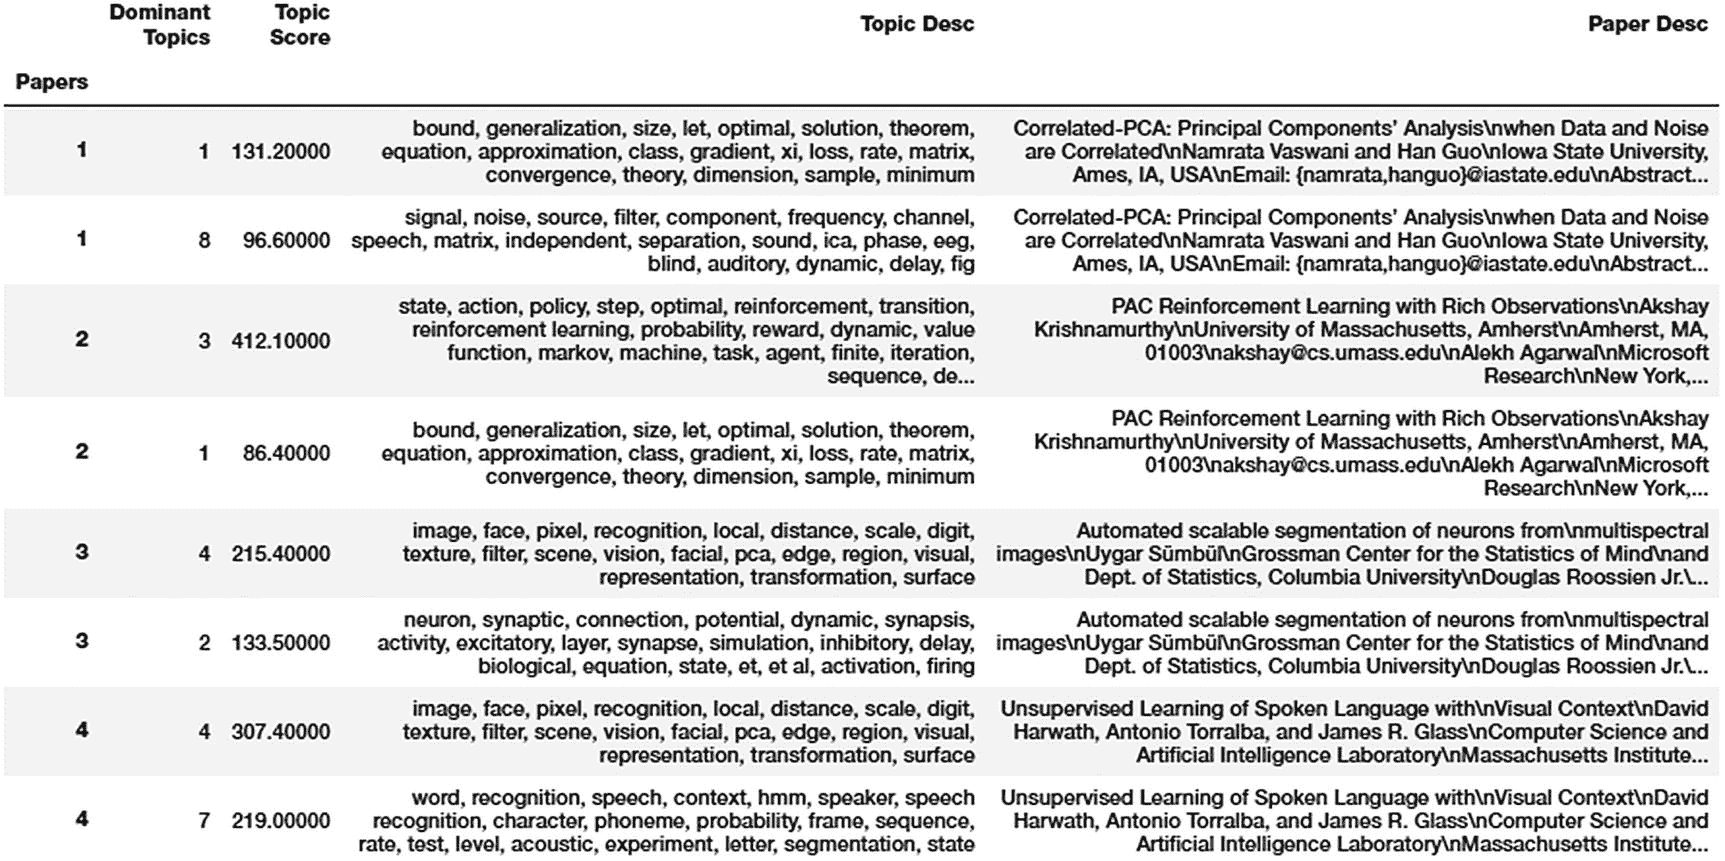 Dominant Topics Topic Score Topic Desc Paper Desc
Papers
1 1 131.20000 bound, generalization, size, let, optimal, solution, theorem, equation, approximation, class, gradient, xi, loss, rate, matrix, convergence, theory, dimension, sample, minimum Correlated-PCA: Principal Components’ Analysis\nwhen Data and Noise are Correlated\nNamrata Vaswani and Han Guo\nIowa State University, Ames, IA, USA\nEmail: {namrata,hanguo}@iastate.edu\nAbstract...
1 8 96.60000 signal, noise, source, filter, component, frequency, channel, speech, matrix, independent, separation, sound, ica, phase, eeg, blind, auditory, dynamic, delay, fig Correlated-PCA: Principal Components’ Analysis\nwhen Data and Noise are Correlated\nNamrata Vaswani and Han Guo\nIowa State University, Ames, IA, USA\nEmail: {namrata,hanguo}@iastate.edu\nAbstract...
2 3 412.10000 state, action, policy, step, optimal, reinforcement, transition, reinforcement learning, probability, reward, dynamic, value function, markov, machine, task, agent, finite, iteration, sequence, de... PAC Reinforcement Learning with Rich Observations\nAkshay Krishnamurthy\nUniversity of Massachusetts, Amherst\nAmherst, MA, 01003\nakshay@cs.umass.edu\nAlekh Agarwal\nMicrosoft Research\nNew York,...
2 1 86.40000 bound, generalization, size, let, optimal, solution, theorem, equation, approximation, class, gradient, xi, loss, rate, matrix, convergence, theory, dimension, sample, minimum PAC Reinforcement Learning with Rich Observations\nAkshay Krishnamurthy\nUniversity of Massachusetts, Amherst\nAmherst, MA, 01003\nakshay@cs.umass.edu\nAlekh Agarwal\nMicrosoft Research\nNew York,...
3 4 215.40000 image, face, pixel, recognition, local, distance, scale, digit, texture, filter, scene, vision, facial, pca, edge, region, visual, representation, transformation, surface Automated scalable segmentation of neurons from\nmultispectral images\nUygar Sümbül\nGrossman Center for the Statistics of Mind\nand Dept. of Statistics, Columbia University\nDouglas Roossien Jr.\...
3 2 133.50000 neuron, synaptic, connection, potential, dynamic, synapsis, activity, excitatory, layer, synapse, simulation, inhibitory, delay, biological, equation, state, et, et al, activation, firing Automated scalable segmentation of neurons from\nmultispectral images\nUygar Sümbül\nGrossman Center for the Statistics of Mind\nand Dept. of Statistics, Columbia University\nDouglas Roossien Jr.\...
4 4 307.40000 image, face, pixel, recognition, local, distance, scale, digit, texture, filter, scene, vision, facial, pca, edge, region, visual, representation, transformation, surface Unsupervised Learning of Spoken Language with\nVisual Context\nDavid Harwath, Antonio Torralba, and James R. Glass\nComputer Science and Artificial Intelligence Laboratory\nMassachusetts Institute...
4 7 219.00000 word, recognition, speech, context, hmm, speaker, speech recognition, character, phoneme, probability, frame, sequence, rate, test, level, acoustic, experiment, letter, segmentation, state Unsupervised Learning of Spoken Language with\nVisual Context\nDavid Harwath, Antonio Torralba, and James R. Glass\nComputer Science and Artificial Intelligence Laboratory\nMassachusetts Institute...